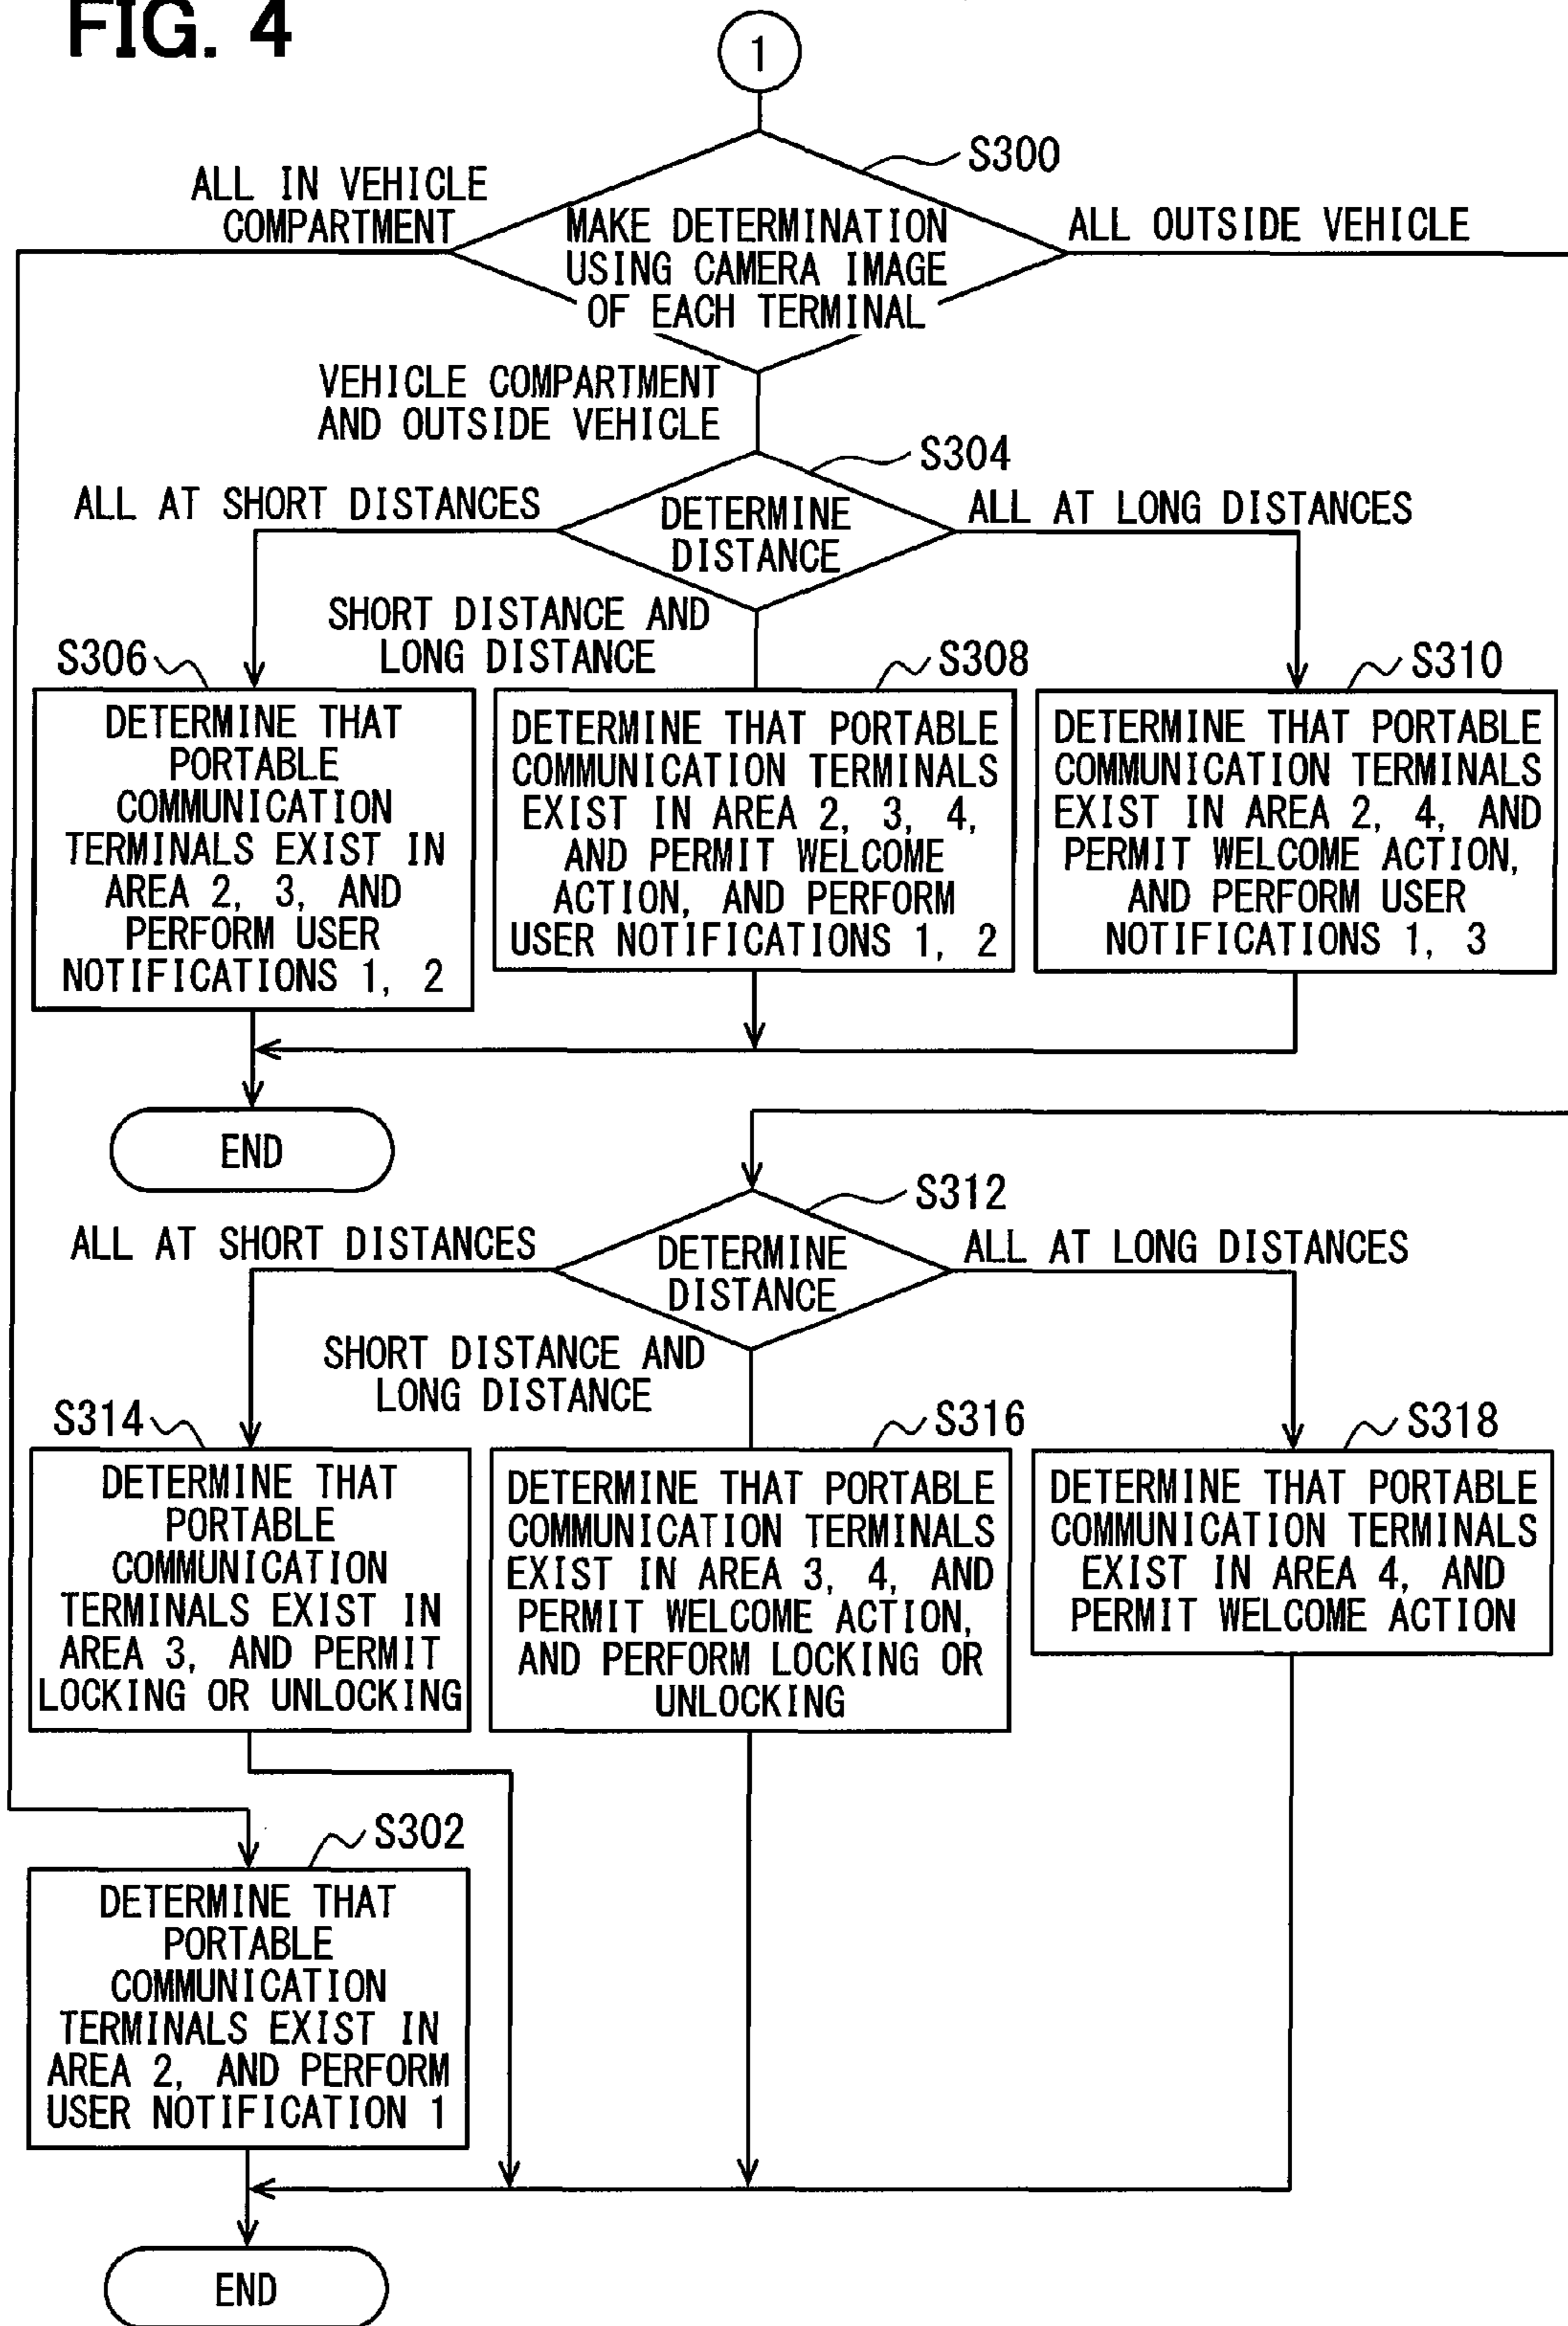 FIG. 4
1
S300
ALL IN VEHICLE
COMPARTMENT
MAKE DETERMINATION
USING CAMERA IMAGE
OF EACH TERMINAL
ALL OUTSIDE VEHICLE
VEHICLE COMPARTMENT
AND OUTSIDE VEHICLE
S304
ALL AT SHORT DISTANCES
DETERMINE
DISTANCE
ALL AT LONG DISTANCES
SHORT DISTANCE AND
LONG DISTANCE
S306
DETERMINE THAT
PORTABLE
COMMUNICATION
TERMINALS EXIST IN
AREA 2, 3, AND
PERFORM USER
NOTIFICATIONS 1, 2
S308
DETERMINE THAT PORTABLE
COMMUNICATION TERMINALS
EXIST IN AREA 2, 3, 4,
AND PERMIT WELCOME
ACTION, AND PERFORM
USER NOTIFICATIONS 1, 2
S310
DETERMINE THAT PORTABLE
COMMUNICATION TERMINALS
EXIST IN AREA 2, 4, AND
PERMIT WELCOME ACTION,
AND PERFORM USER
NOTIFICATIONS 1, 3
END
S312
ALL AT SHORT DISTANCES
DETERMINE
DISTANCE
ALL AT LONG DISTANCES
SHORT DISTANCE AND
LONG DISTANCE
S314
DETERMINE THAT
PORTABLE
COMMUNICATION
TERMINALS EXIST IN
AREA 3, AND PERMIT
LOCKING OR UNLOCKING
S316
DETERMINE THAT PORTABLE
COMMUNICATION TERMINALS
EXIST IN AREA 3, 4, AND
PERMIT WELCOME ACTION,
AND PERFORM LOCKING OR
UNLOCKING
S318
DETERMINE THAT PORTABLE
COMMUNICATION TERMINALS
EXIST IN AREA 4, AND
PERMIT WELCOME ACTION
S302
DETERMINE THAT
PORTABLE
COMMUNICATION
TERMINALS EXIST IN
AREA 2, AND PERFORM
USER NOTIFICATION 1
END